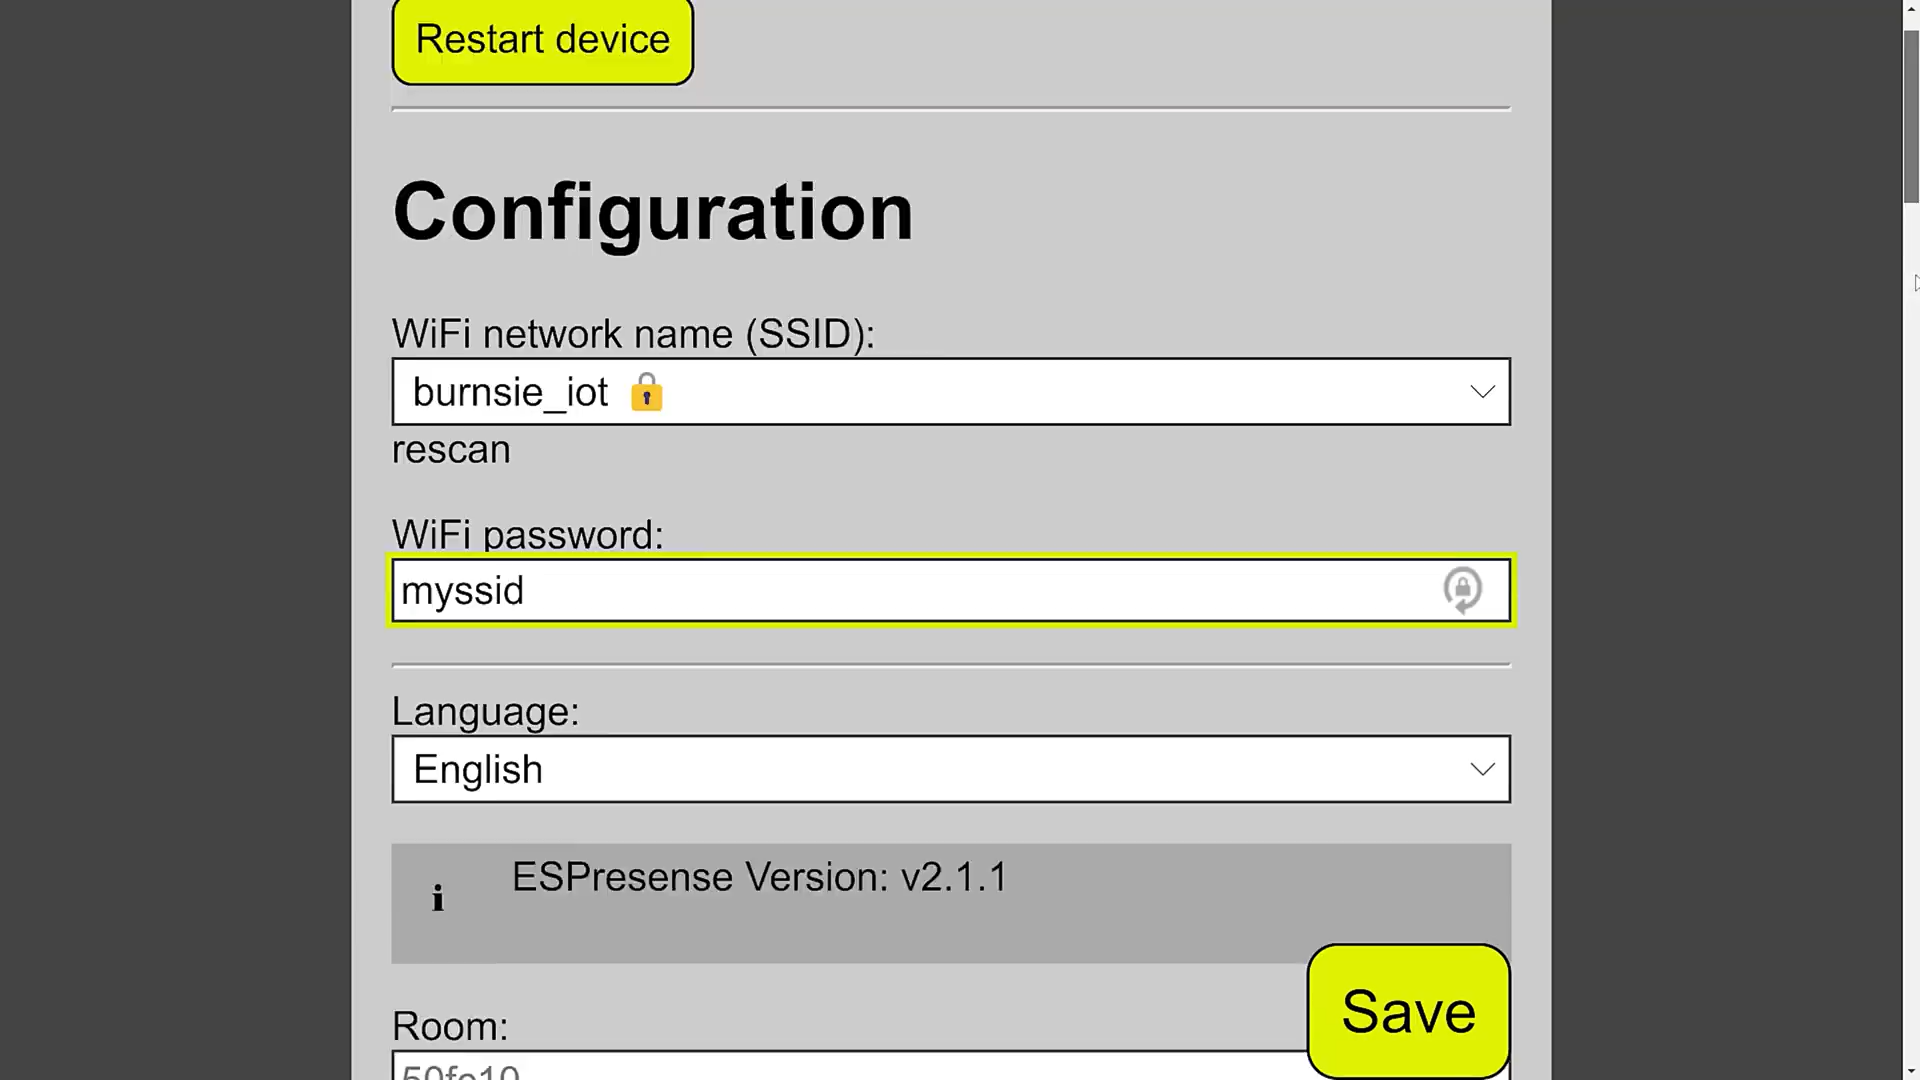 Restart device
Configuration
WiFi network name (SSID):
burnsie_iot
rescan
WiFi password:
myssid
Language:
English
ESPresense Version: v2.1.1
Room:
Save